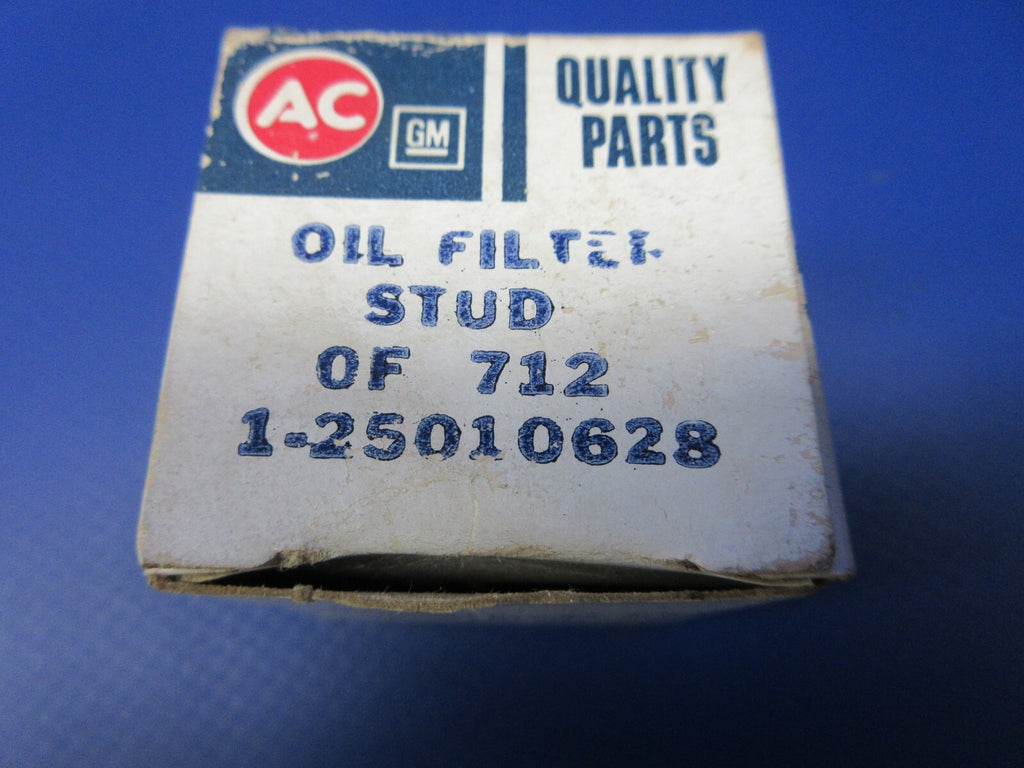 AC
GM
QUALITY
PARTS
OIL FILTER
STUD
OF 712
1-25010628